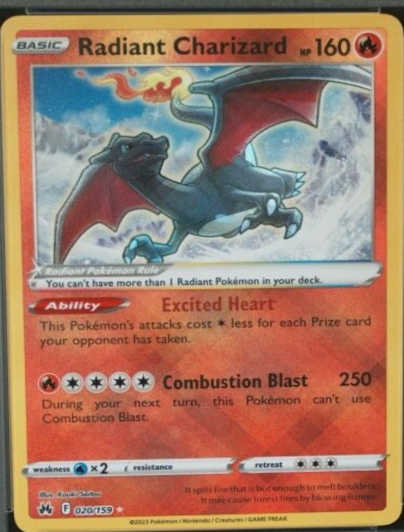 BASIC Radiant Charizard HP 160
Radiant Pokémon Rule
You can't have more than 1 Radiant Pokémon in your deck.
Ability Excited Heart
This Pokémon's attacks cost less for each Prize card
your opponent has taken.
Combustion Blast 250
During your next turn, this Pokémon can't use
Combustion Blast.
weakness ×2 resistance retreat
Illus. Kouki Saitou
F 020/159
It spits fire that is hot enough to melt boulders.
It may cause forest fires by blowing flames.
©2023 Pokémon / Nintendo / Creatures / GAME FREAK